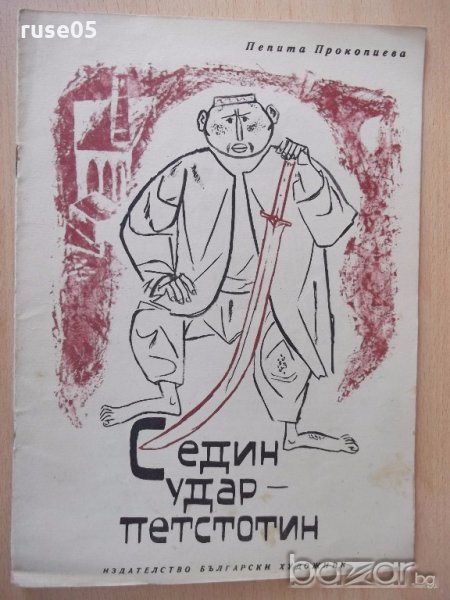 ruse05
Пепита Прокопиева
С един
удар –
петстотин
ИЗДАТЕЛСТВО БЪЛГАРСКИ ХУДОЖНИК
bazar.bg